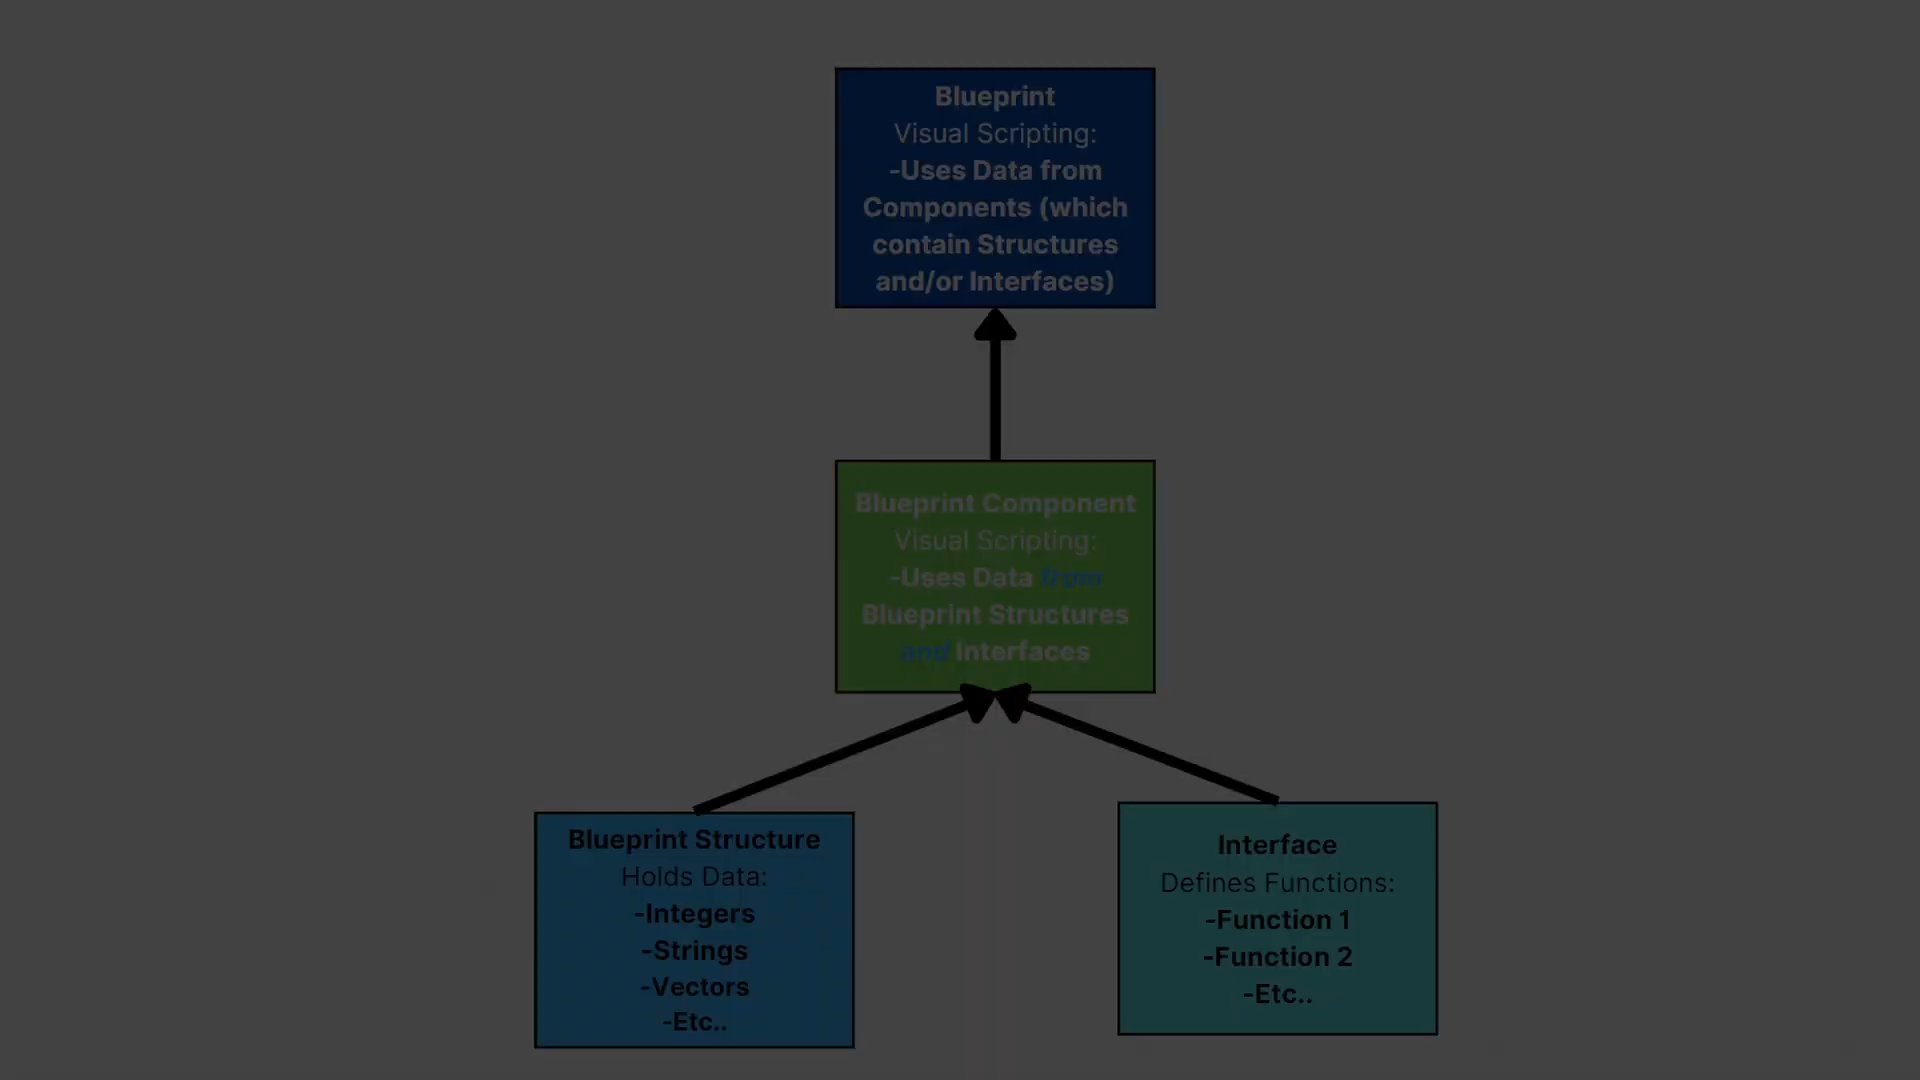 Blueprint
Visual Scripting:
-Uses Data from
Components (which
contain Structures
and/or Interfaces)
Blueprint Component
Visual Scripting:
-Uses Data from
Blueprint Structures
and Interfaces
Blueprint Structure
Holds Data:
-Integers
-Strings
-Vectors
-Etc..
Interface
Defines Functions:
-Function 1
-Function 2
-Etc..